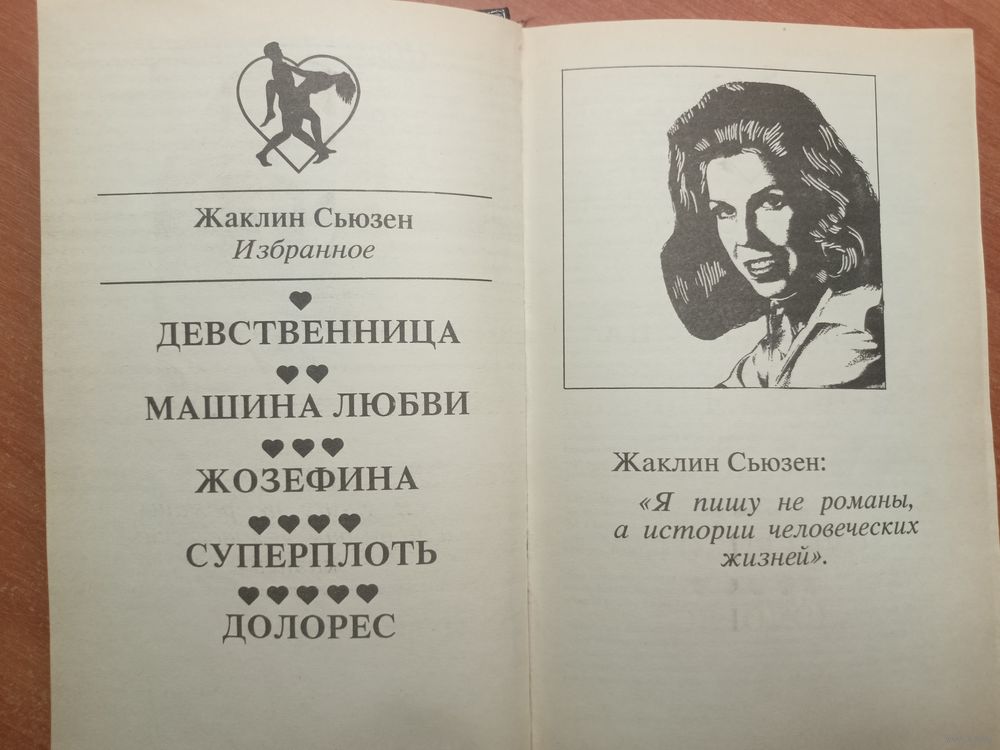 Жаклин Сьюзен
Избранное
ДЕВСТВЕННИЦА
МАШИНА ЛЮБВИ
ЖОЗЕФИНА
СУПЕРПЛОТЬ
ДОЛОРЕС
Жаклин Сьюзен:
«Я пишу не романы,
а истории человеческих
жизней».